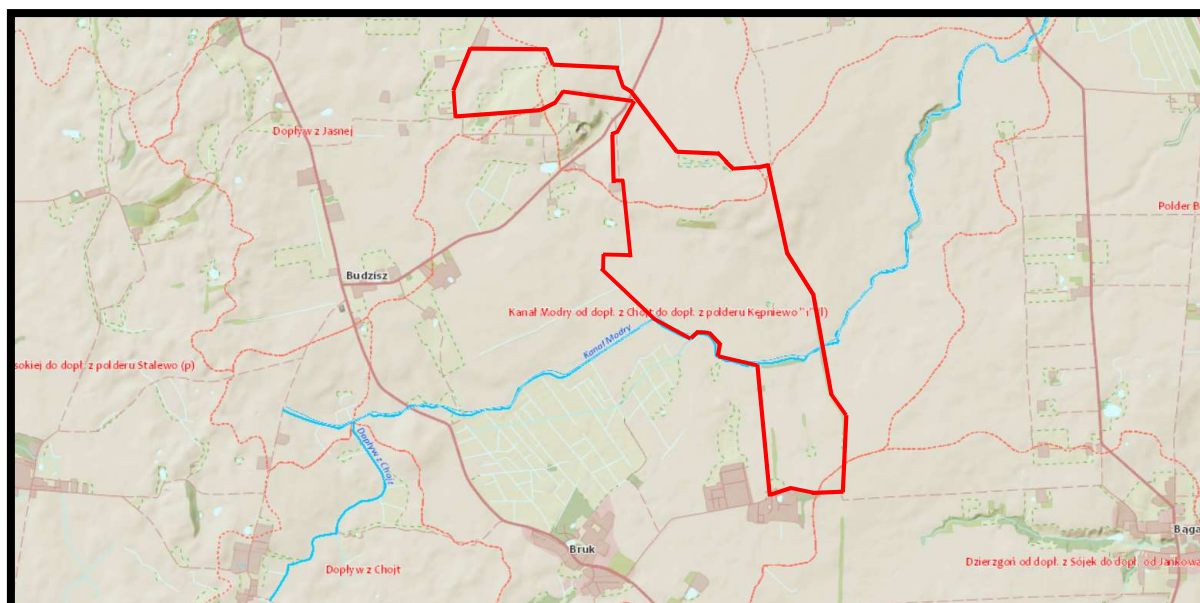 Dopływ z Jasnej
Polder B
Budzisz
Kanał Modry od dopł. z Chojt do dopł. z polderu Kępniewo "1" (l)
Kanał Modry
sokiej do dopł. z polderu Stalewo (p)
Dopływ z Chojt
Bruk
Bąga
Dopływ z Chojt
Dzierzgoń od dopł. z Sójek do dopł. od Jankowa